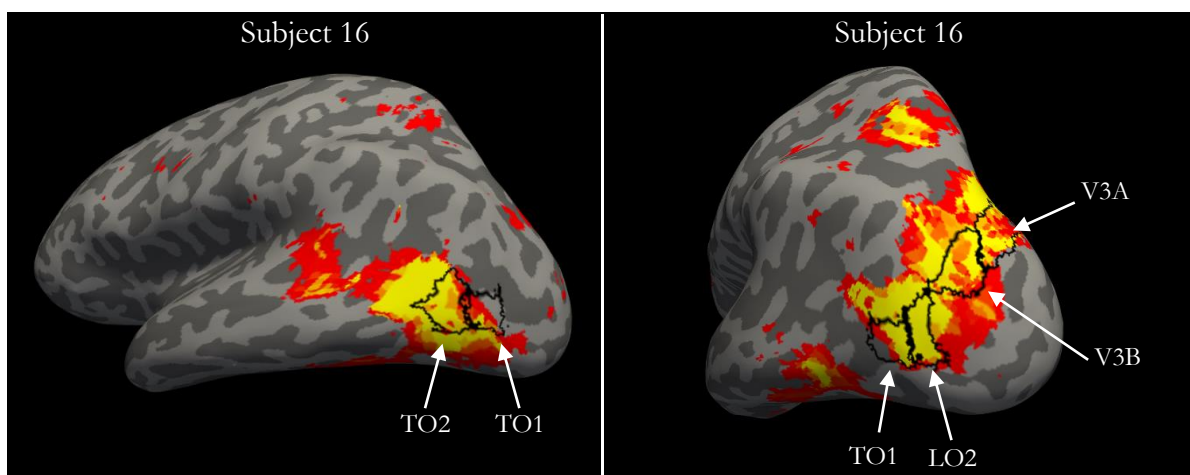 Subject 16
TO2
TO1
Subject 16
V3A
V3B
TO1
LO2